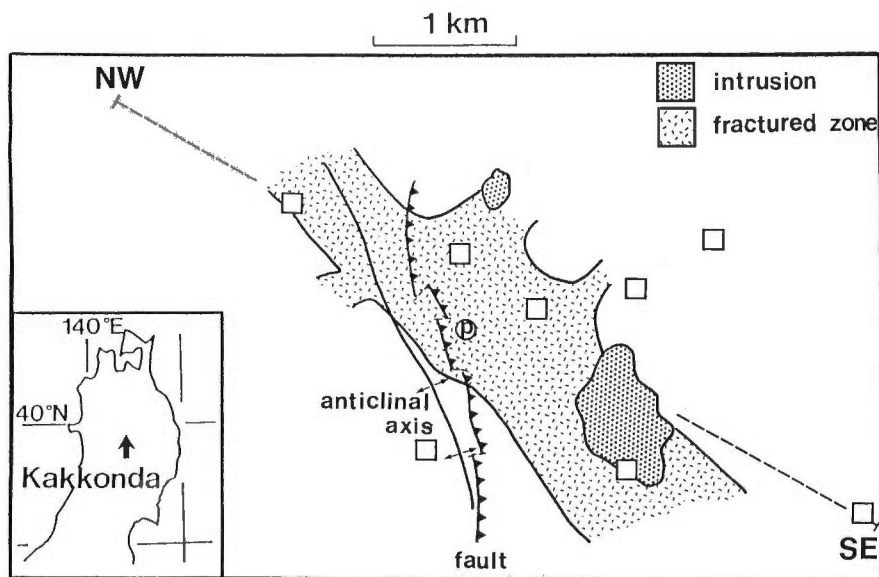 1 km
NW
intrusion
fractured zone
p
140°E
40°N
Kakkonda
anticlinal
axis
fault
SE